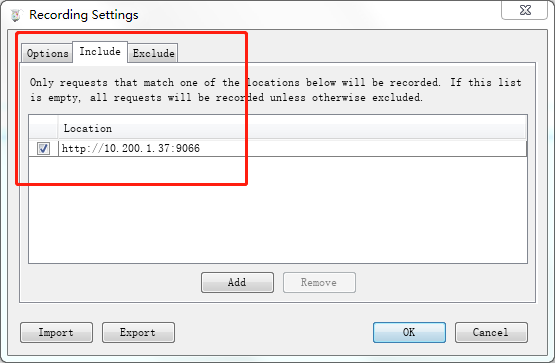 Recording Settings
Options Include Exclude
Only requests that match one of the locations below will be recorded. If this list
is empty, all requests will be recorded unless otherwise excluded.
Location
http://10.200.1.37:9066
Add Remove
Import Export OK Cancel